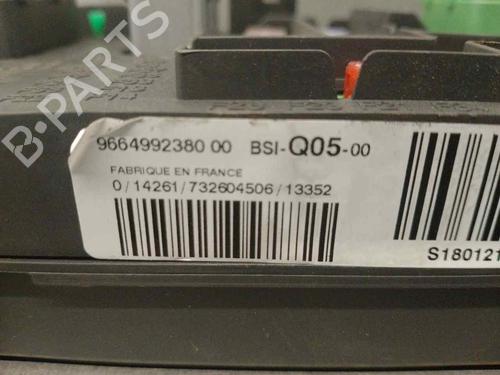 B-PARTS
9664992380 00 BSI-Q05-00
FABRIQUE EN FRANCE
0/14261/732604506/13352
S180121